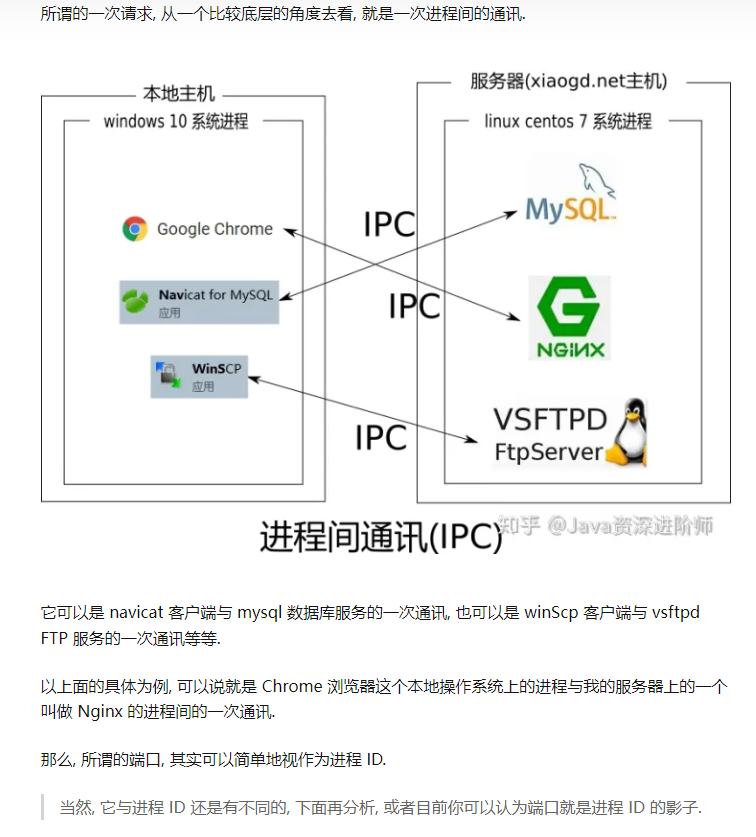 所谓的一次请求, 从一个比较底层的角度去看, 就是一次进程间的通讯.
本地主机
服务器(xiaogd.net主机)
windows 10 系统进程
linux centos 7 系统进程
MySQL
IPC
Google Chrome
Navicat for MySQL
应用
IPC
NGiNX
WinSCP
应用
VSFTPD
FtpServer
IPC
知乎 @Java资深进阶师
进程间通讯(IPC)
它可以是 navicat 客户端与 mysql 数据库服务的一次通讯, 也可以是 winScp 客户端与 vsftpd
FTP 服务的一次通讯等等.
以上面的具体为例, 可以说就是 Chrome 浏览器这个本地操作系统上的进程与我的服务器上的一个
叫做 Nginx 的进程间的一次通讯.
那么, 所谓的端口, 其实可以简单地视作为进程 ID.
当然, 它与进程 ID 还是有不同的, 下面再分析, 或者目前你可以认为端口就是进程 ID 的影子.